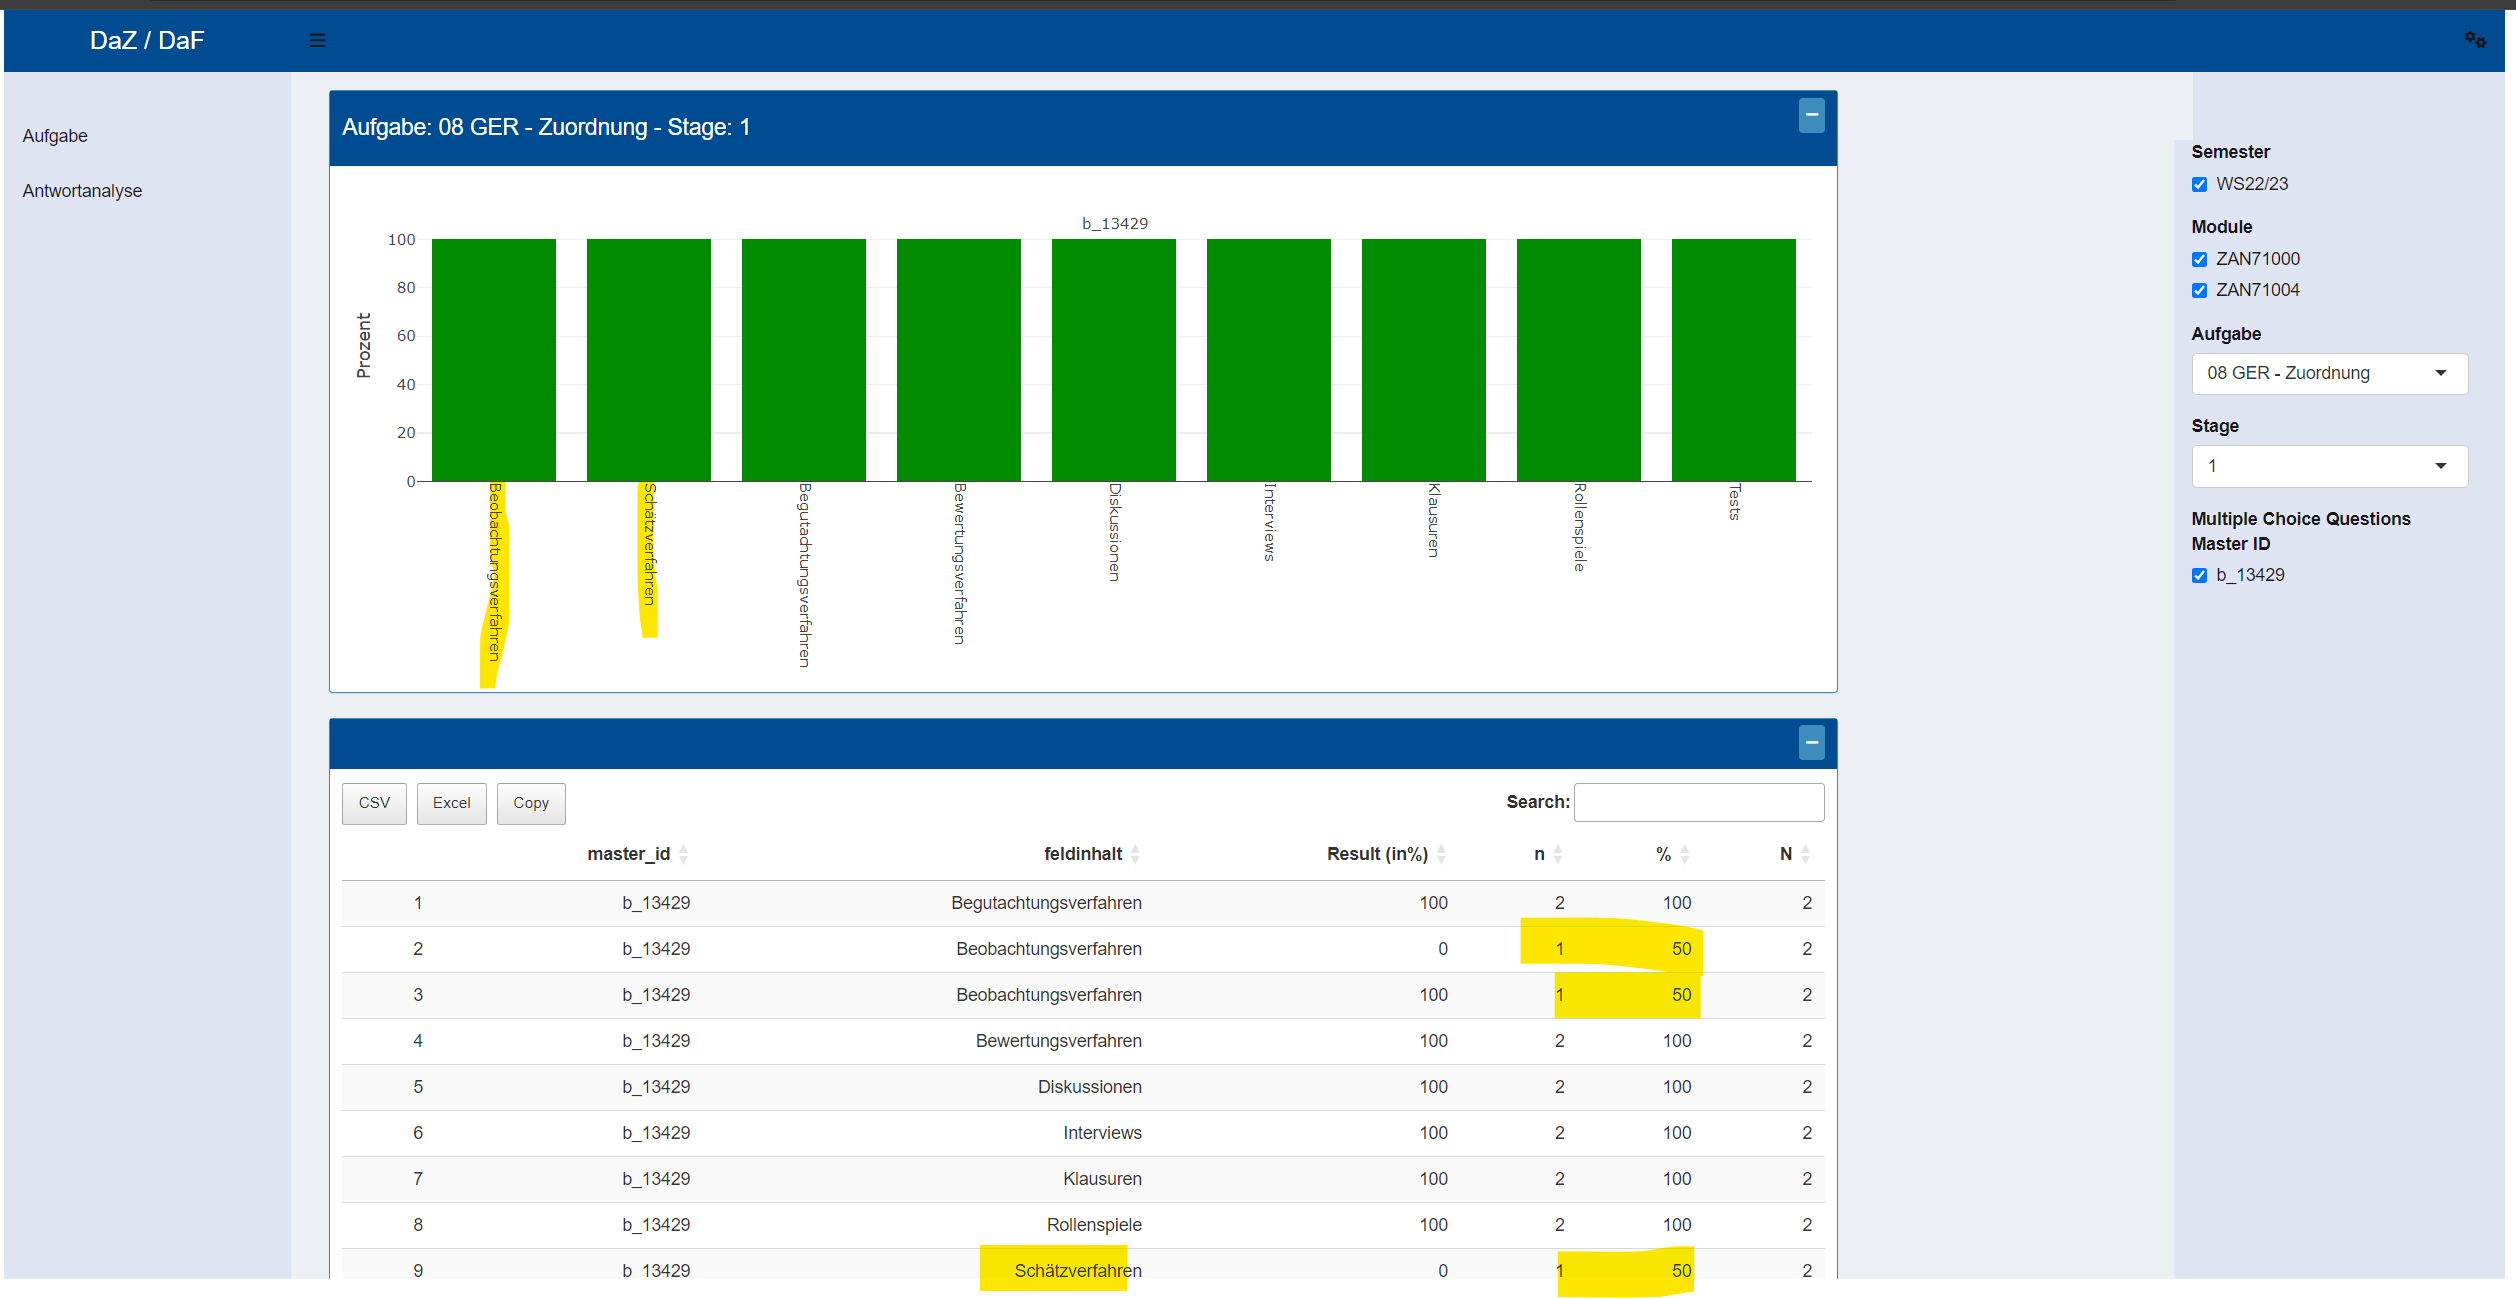 DaZ / DaF
Aufgabe
Antwortanalyse
Aufgabe: 08 GER - Zuordnung - Stage: 1
b_13429
Prozent
100
80
60
40
20
0
Beobachtungsverfahren
Schätzverfahren
Begutachtungsverfahren
Bewertungsverfahren
Diskussionen
Interviews
Klausuren
Rollenspiele
Tests
CSV Excel Copy Search:
master_id feldinhalt Result (in%) n % N
1 b_13429 Begutachtungsverfahren 100 2 100 2
2 b_13429 Beobachtungsverfahren 0 1 50 2
3 b_13429 Beobachtungsverfahren 100 1 50 2
4 b_13429 Bewertungsverfahren 100 2 100 2
5 b_13429 Diskussionen 100 2 100 2
6 b_13429 Interviews 100 2 100 2
7 b_13429 Klausuren 100 2 100 2
8 b_13429 Rollenspiele 100 2 100 2
9 b_13429 Schätzverfahren 0 1 50 2
Semester
WS22/23
Module
ZAN71000
ZAN71004
Aufgabe
08 GER - Zuordnung
Stage
1
Multiple Choice Questions
Master ID
b_13429